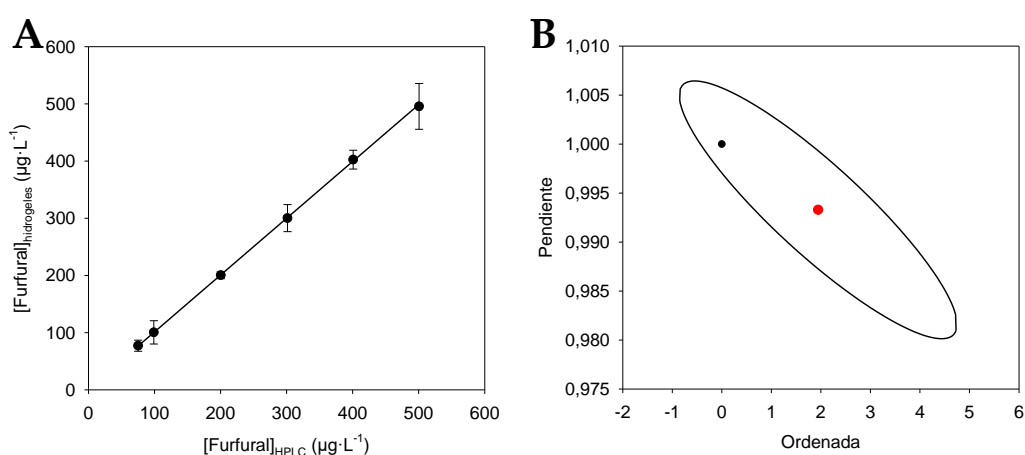 A
600
500
400
300
200
100
0
[Furfural]hidrogeles (µg·L-1)
0 100 200 300 400 500 600
[Furfural]HPLC (µg·L-1)
B
1,010
1,005
1,000
0,995
0,990
0,985
0,980
0,975
Pendiente
-2 -1 0 1 2 3 4 5 6
Ordenada